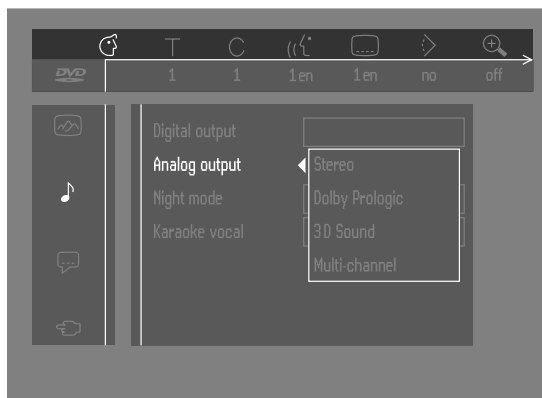 T C
DVD 1 1 1 en 1 en no off
Digital output
Analog output
Stereo
Night mode
Dolby Prologic
Karaoke vocal
3D Sound
Multi-channel